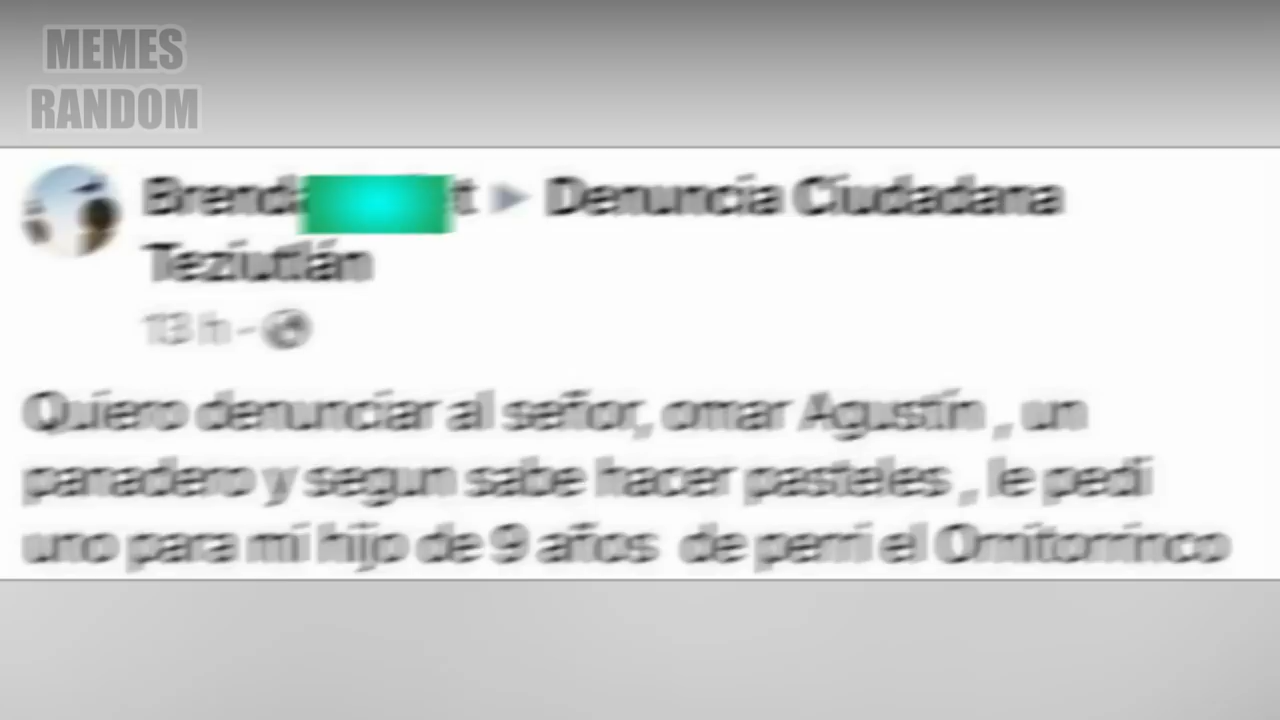 MEMES
RANDOM
Brenda t ▸ Denuncia Ciudadana
Teziutlán
13 h -
Quiero denunciar al señor, omar Agustín , un
panadero y segun sabe hacer pasteles , le pedi
uno para mi hijo de 9 años de perri el Ornitorrinco